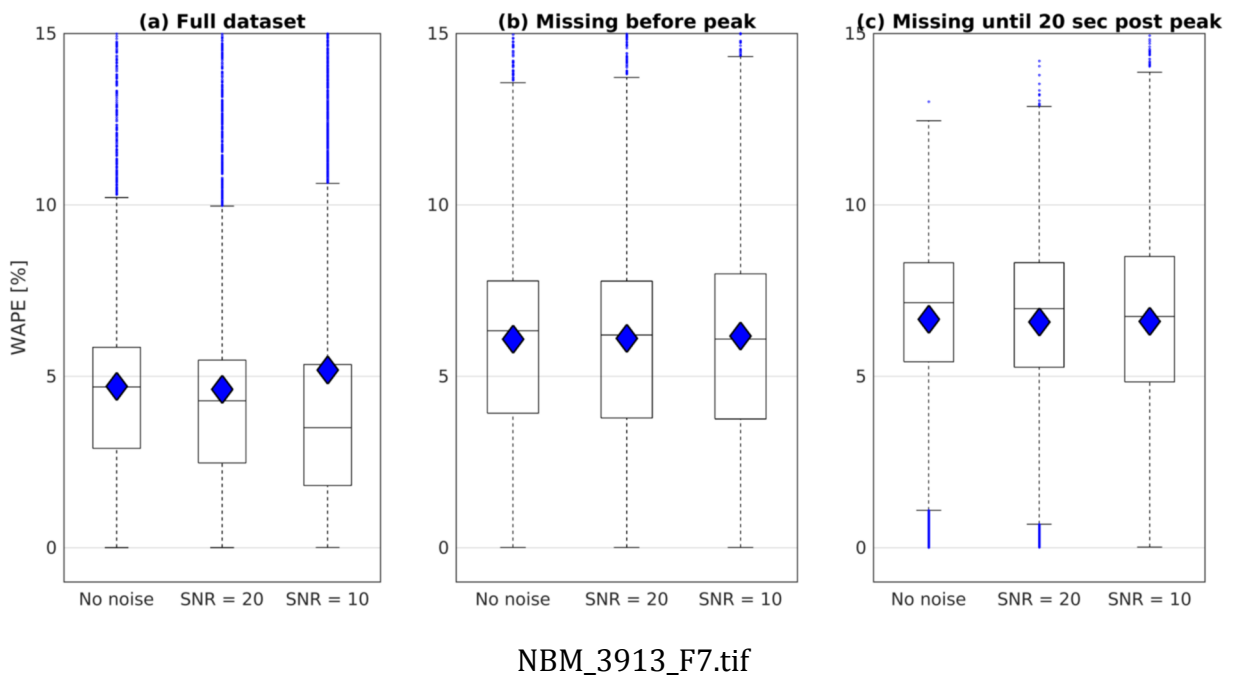 (a) Full dataset
(b) Missing before peak
(c) Missing until 20 sec post peak
WAPE [%]
15
10
5
0
No noise SNR = 20 SNR = 10
15
10
5
0
No noise SNR = 20 SNR = 10
15
10
5
0
No noise SNR = 20 SNR = 10
NBM_3913_F7.tif